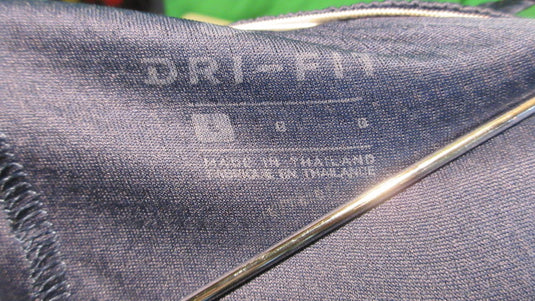 DRI-FIT
L G G
MADE IN THAILAND
FABRIQUE EN THAILANDE